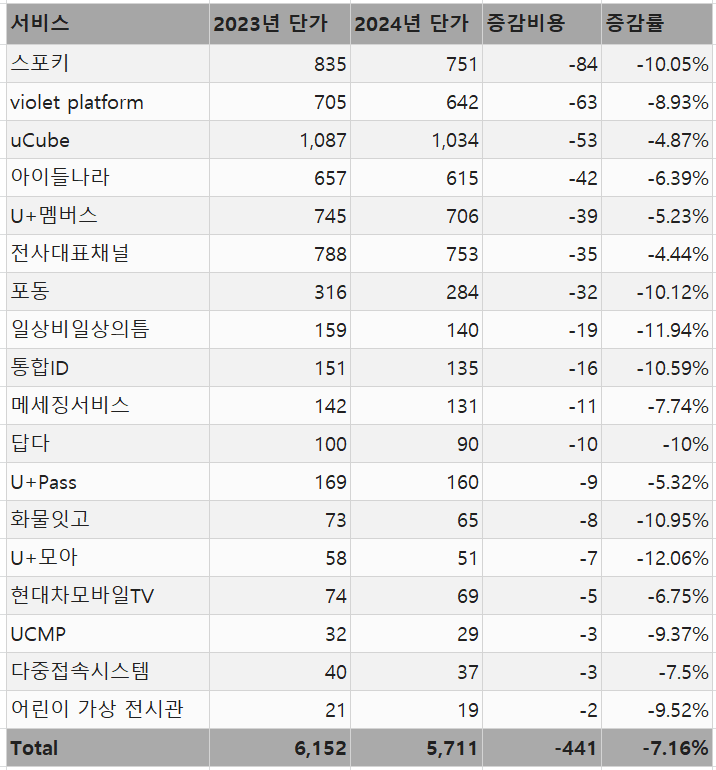 서비스 2023년 단가 2024년 단가 증감비용 증감률
스포키 835 751 -84 -10.05%
violet platform 705 642 -63 -8.93%
uCube 1,087 1,034 -53 -4.87%
아이들나라 657 615 -42 -6.39%
U+멤버스 745 706 -39 -5.23%
전사대표채널 788 753 -35 -4.44%
포동 316 284 -32 -10.12%
일상비일상의틈 159 140 -19 -11.94%
통합ID 151 135 -16 -10.59%
메세징서비스 142 131 -11 -7.74%
답다 100 90 -10 -10%
U+Pass 169 160 -9 -5.32%
화물잇고 73 65 -8 -10.95%
U+모아 58 51 -7 -12.06%
현대차모바일TV 74 69 -5 -6.75%
UCMP 32 29 -3 -9.37%
다중접속시스템 40 37 -3 -7.5%
어린이 가상 전시관 21 19 -2 -9.52%
Total 6,152 5,711 -441 -7.16%